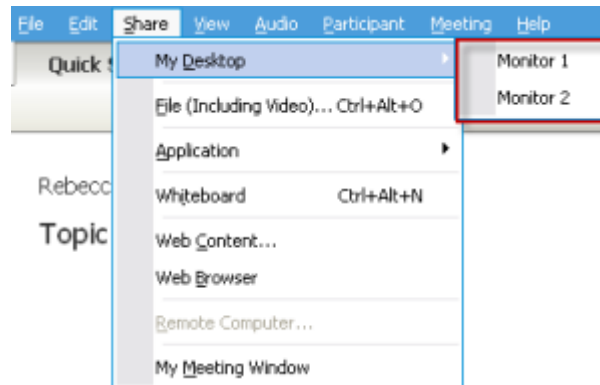 File Edit Share View Audio Participant Meeting Help
Quick
My Desktop
Monitor 1
Monitor 2
File (Including Video)... Ctrl+Alt+O
Application
Rebecc
Whiteboard Ctrl+Alt+N
Topic
Web Content...
Web Browser
Remote Computer...
My Meeting Window